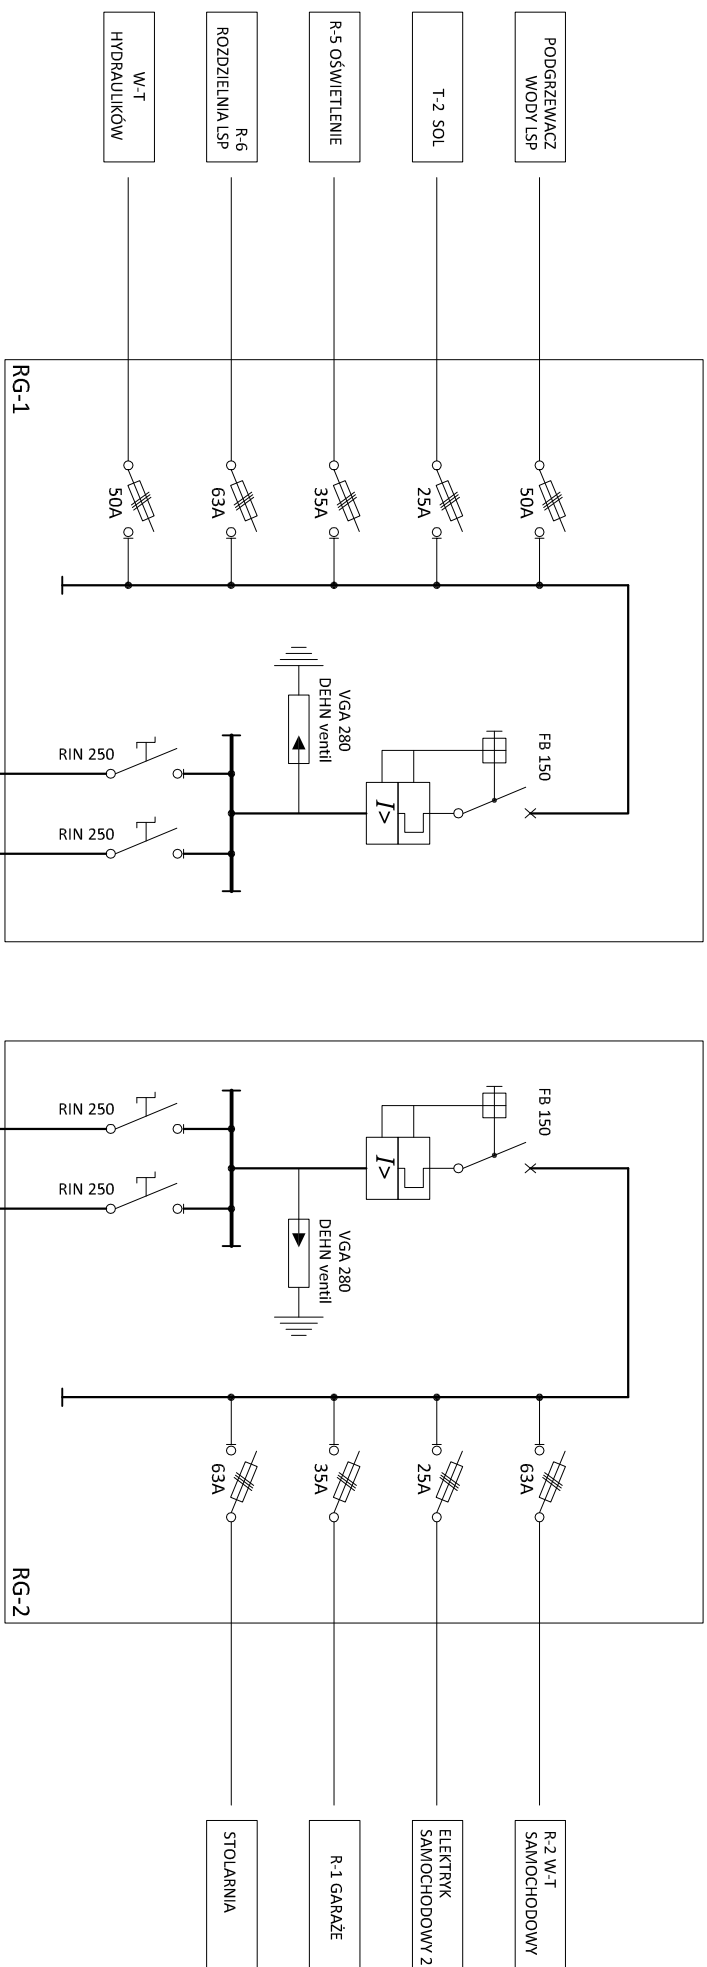 PODGRZEWACZ
WODY LSP
T-2 SOL
R-5 OŚWIETLENIE
R-6
ROZDZIELNIA LSP
W-T
HYDRAULIKÓW
RG-1
50A
25A
35A
63A
50A
FB 150
I>
VGA 280
DEHN ventil
RIN 250
RIN 250
FB 150
I>
VGA 280
DEHN ventil
RIN 250
RIN 250
63A
25A
35A
63A
RG-2
R-2 W-T
SAMOCHODOWY
ELEKTRYK
SAMOCHODOWY 2
R-1 GARAŻE
STOLARNIA